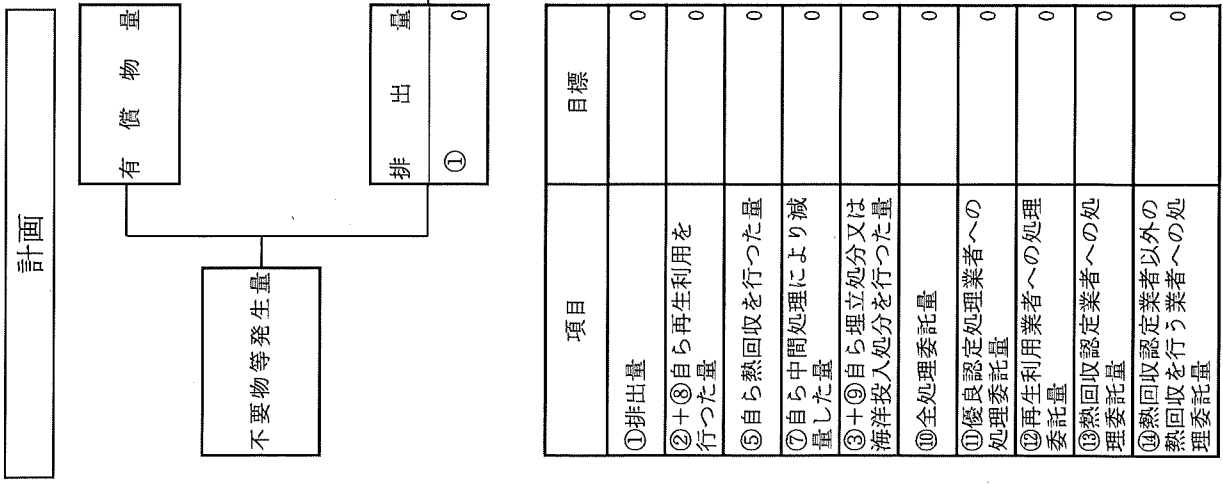 計画
不要物等発生量
有償物量
排出量
① 0
項目 目標
①排出量 0
②+⑧自ら再生利用を
行つた量 0
⑤自ら熱回収を行つた量 0
⑦自ら中間処理により減
量した量 0
③+⑨自ら埋立処分又は
海洋投入処分を行つた量 0
⑩全処理委託量 0
⑪優良認定処理業者への
処理委託量 0
⑫再生利用業者への処理
委託量 0
⑬熱回収認定業者への処
理委託量 0
⑭熱回収認定業者以外の
熱回収を行う業者への処
理委託量 0